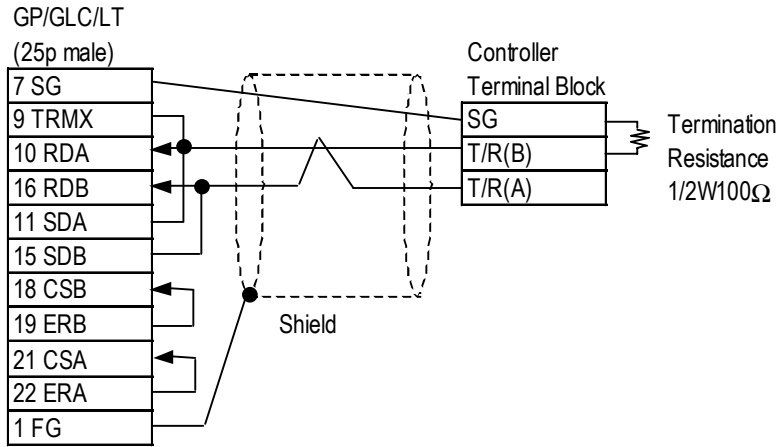 GP/GLC/LT
(25p male)
7 SG
9 TRMX
10 RDA
16 RDB
11 SDA
15 SDB
18 CSB
19 ERB
21 CSA
22 ERA
1 FG
Shield
Controller
Terminal Block
SG
T/R(B)
T/R(A)
Termination
Resistance
1/2W100Ω